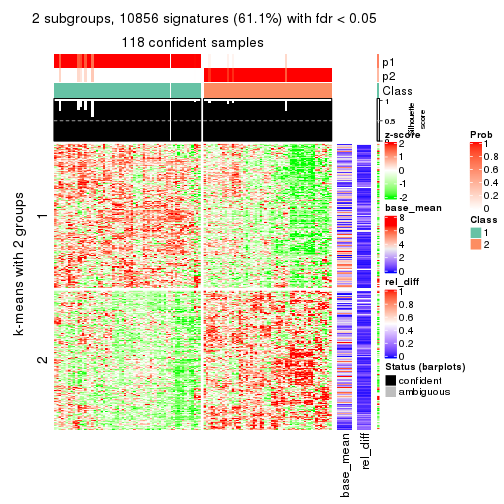 2 subgroups, 10856 signatures (61.1%) with fdr < 0.05
118 confident samples
p1
p2
Class
1
0.5
0
Silhouette
score
k-means with 2 groups
1
2
base_mean
rel_diff
z-score
2
1
0
-1
-2
base_mean
8
6
4
2
0
rel_diff
1
0.8
0.6
0.4
0.2
0
Status (barplots)
confident
ambiguous
Prob
1
0.8
0.6
0.4
0.2
0
Class
1
2